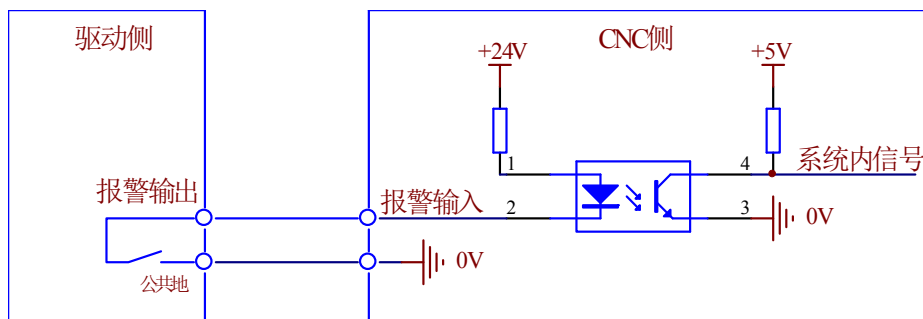 驱动侧
CNC侧
+24V
+5V
1
4
系统内信号
报警输出
报警输入
2
3
0V
公共地
0V